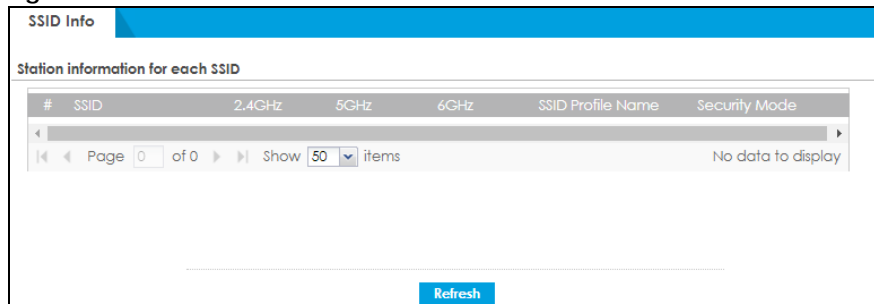 SSID Info
Station information for each SSID
# SSID 2.4GHz 5GHz 6GHz SSID Profile Name Security Mode
Page 0 of 0 Show 50 items No data to display
Refresh